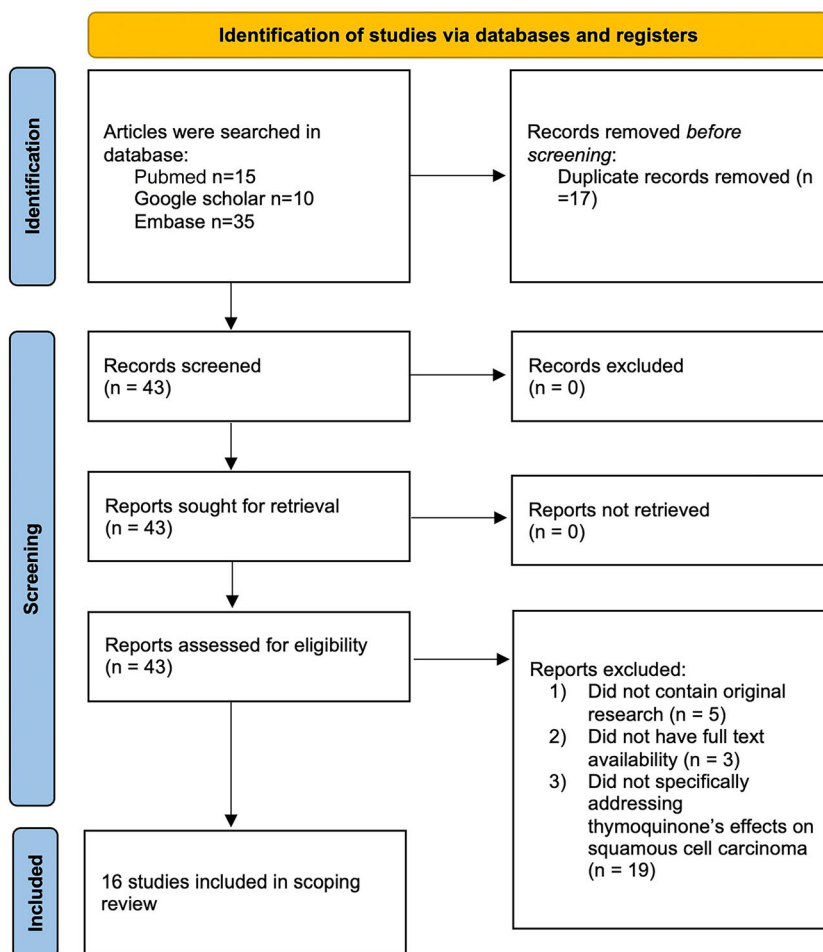 Identification of studies via databases and registers
Identification
Articles were searched in
database:
Pubmed n=15
Google scholar n=10
Embase n=35
Records removed before
screening:
Duplicate records removed (n
=17)
Screening
Records screened
(n = 43)
Records excluded
(n = 0)
Reports sought for retrieval
(n = 43)
Reports not retrieved
(n = 0)
Reports assessed for eligibility
(n = 43)
Reports excluded:
1) Did not contain original
research (n = 5)
2) Did not have full text
availability (n = 3)
3) Did not specifically
addressing
thymoquinone’s effects on
squamous cell carcinoma
(n = 19)
Included
16 studies included in scoping
review